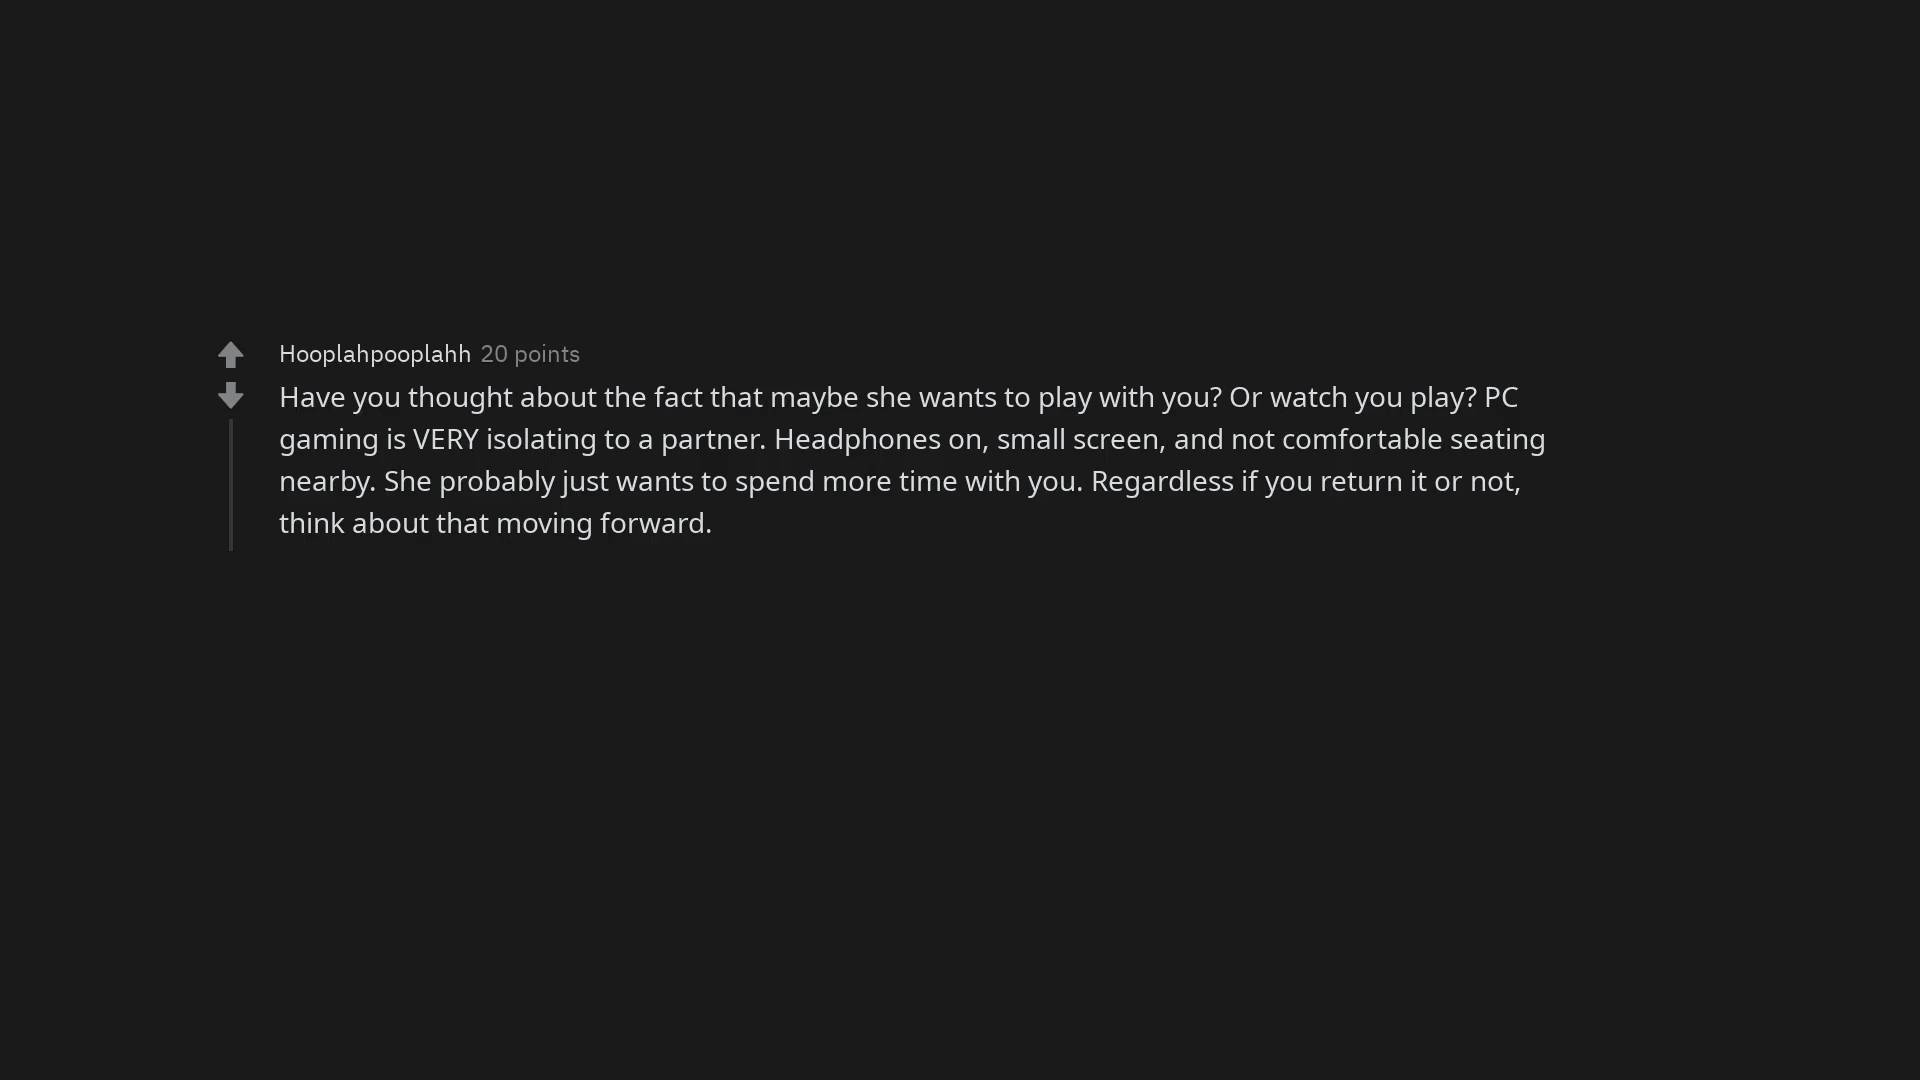 Hooplahpooplahh 20 points
Have you thought about the fact that maybe she wants to play with you? Or watch you play? PC
gaming is VERY isolating to a partner. Headphones on, small screen, and not comfortable seating
nearby. She probably just wants to spend more time with you. Regardless if you return it or not,
think about that moving forward.